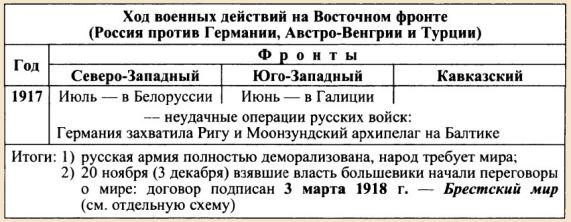 Ход военных действий на Восточном фронте
(Россия против Германии, Австро-Венгрии и Турции)
Год
Фронты
Северо-Западный Юго-Западный Кавказский
1917 Июль — в Белоруссии Июнь — в Галиции
— неудачные операции русских войск:
Германия захватила Ригу и Моонзундский архипелаг на Балтике
Итоги: 1) русская армия полностью деморализована, народ требует мира;
2) 20 ноября (3 декабря) взявшие власть большевики начали переговоры
о мире: договор подписан 3 марта 1918 г. — Брестский мир
(см. отдельную схему)